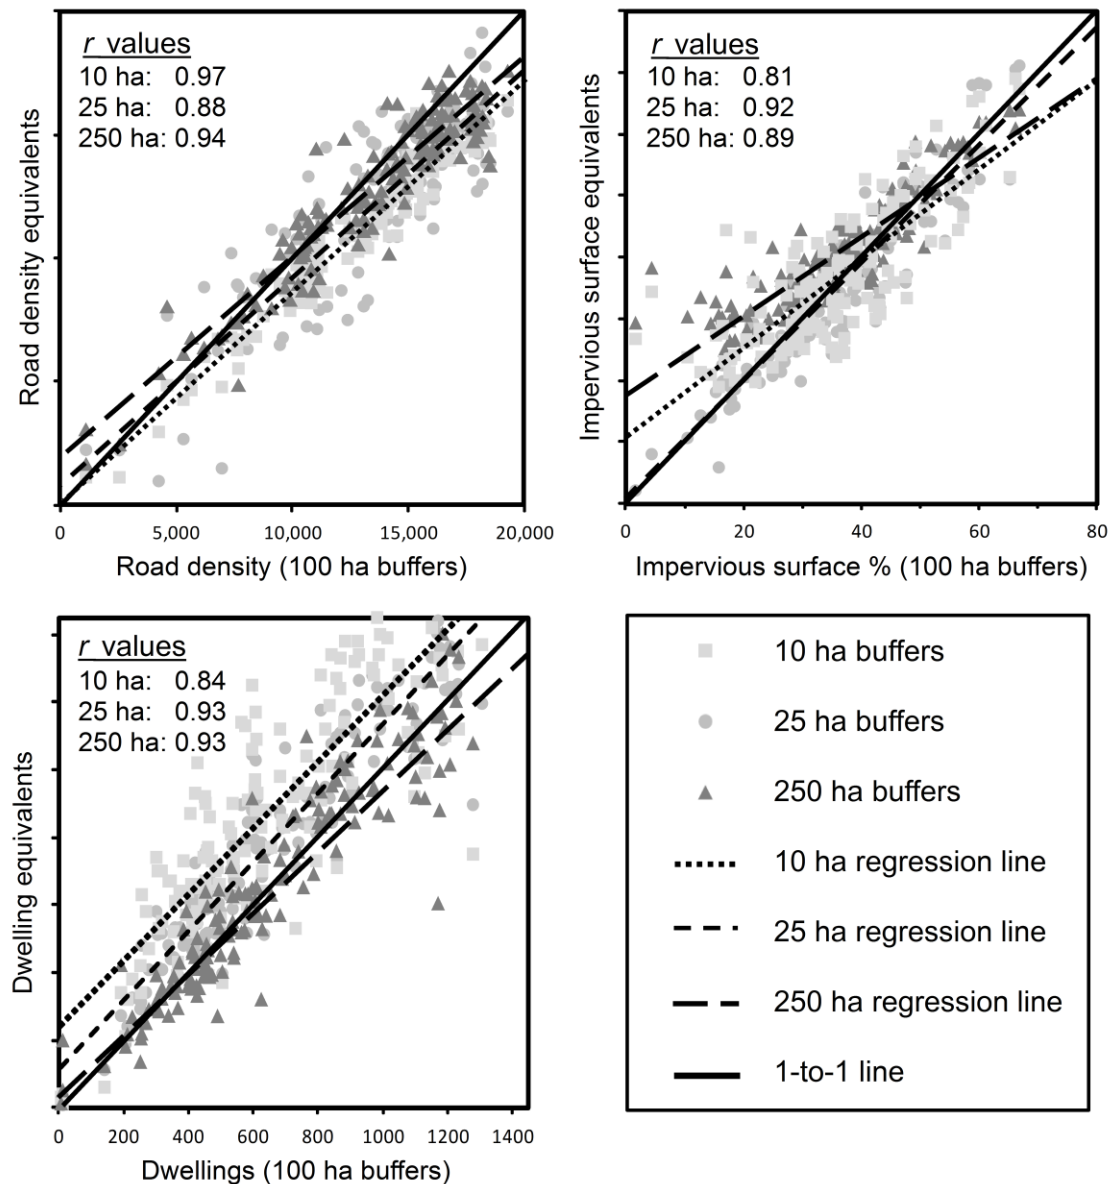 r values
10 ha: 0.97
25 ha: 0.88
250 ha: 0.94
Road density equivalents
0 5,000 10,000 15,000 20,000
Road density (100 ha buffers)
r values
10 ha: 0.81
25 ha: 0.92
250 ha: 0.89
Impervious surface equivalents
0 20 40 60 80
Impervious surface % (100 ha buffers)
r values
10 ha: 0.84
25 ha: 0.93
250 ha: 0.93
Dwelling equivalents
0 200 400 600 800 1000 1200 1400
Dwellings (100 ha buffers)
10 ha buffers
25 ha buffers
250 ha buffers
10 ha regression line
25 ha regression line
250 ha regression line
1-to-1 line